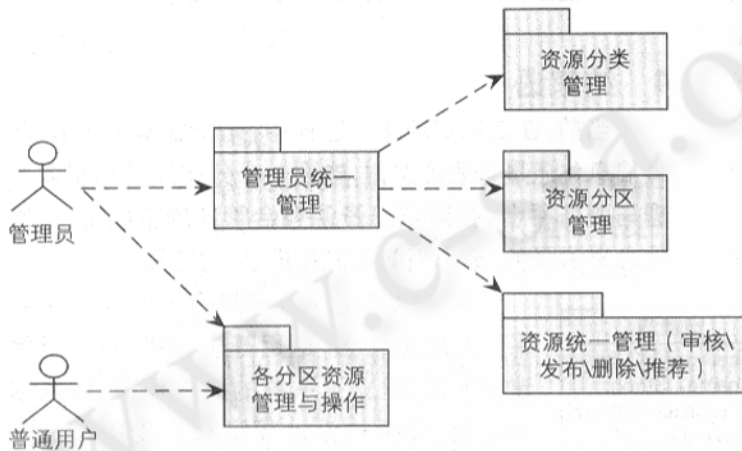 资源分类
管理
管理员统一
管理
资源分区
管理
管理员
资源统一管理（审核\
发布\删除\推荐）
各分区资源
管理与操作
普通用户